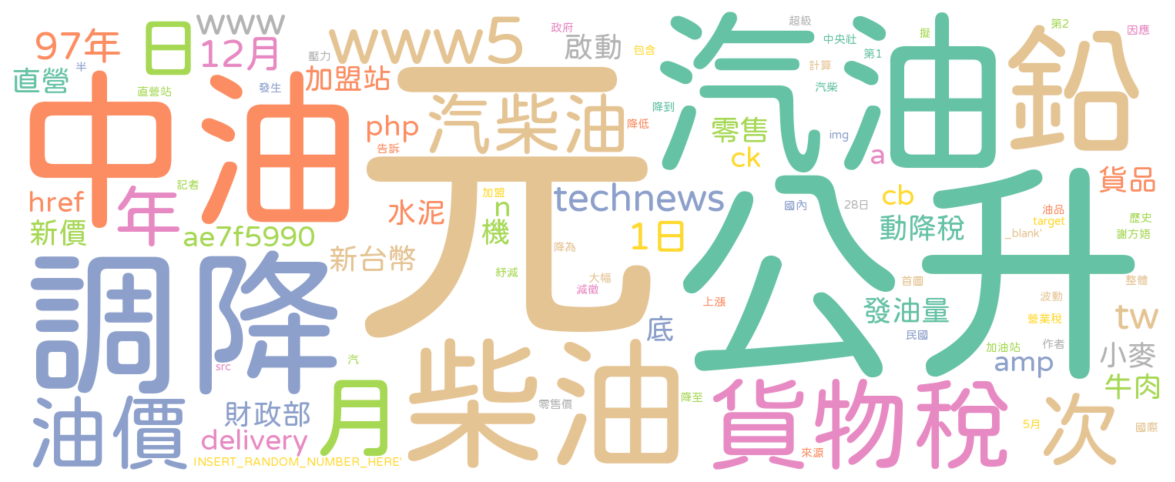 97年
日
www
12月
www5
啟動
政府
包含
超級
中央社
計算
第1
汽柴
擬
第2
因應
直營
半
直營站
發生
壓力
加盟站
元
汽柴油
降到
降低
汽油
鉛
零售
img
ck
a
中油
php
告訴
href
記者
年
新價
ae7f5990
水泥
加盟
n
機
technews
國內
28日
cb
貨品
油品
target
_blank'
歷史
謝方娪
1日
新台幣
降為
紓減
大幅
減徵
公升
動降稅
首圖
整體
調降
src
底
上漲
發油量
波動
營業稅
民國
加油站
作者
tw
amp
小麥
汽
柴油
零售價
降至
牛肉
油價
財政部
月
delivery
INSERT_RANDOM_NUMBER_HERE'
貨物稅
來源
5月
次
國際